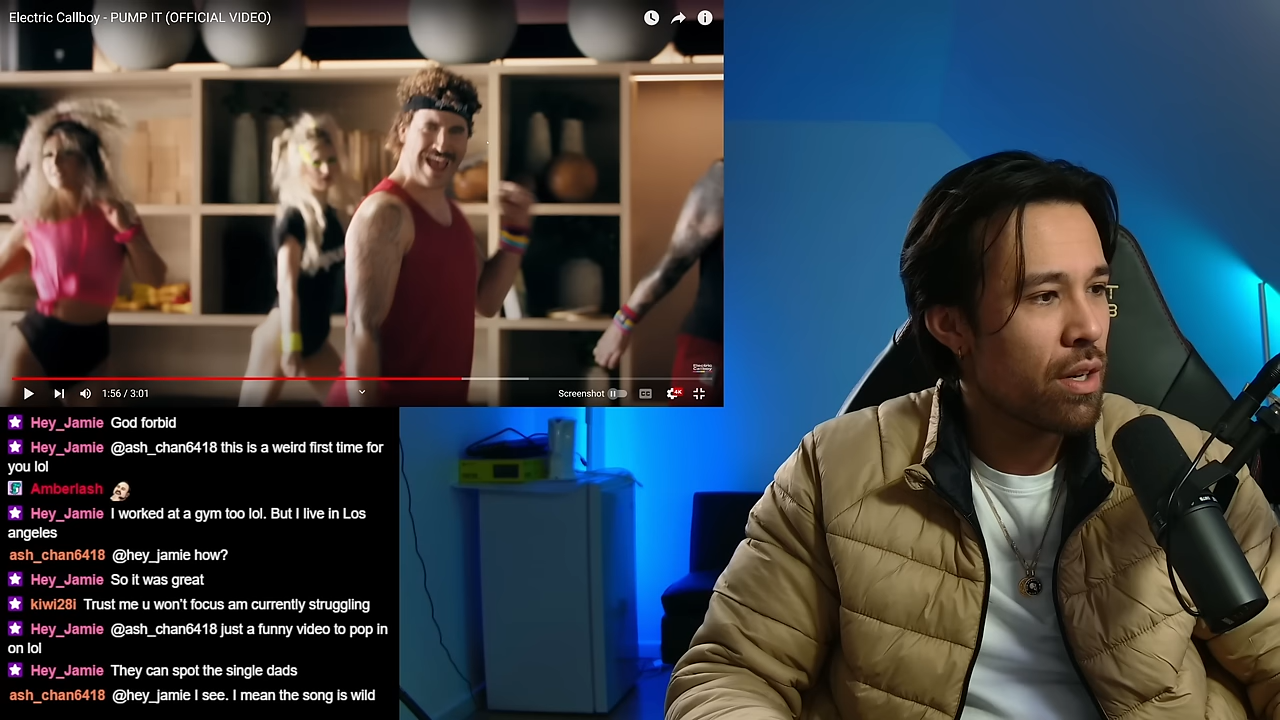 Electric Callboy - PUMP IT (OFFICIAL VIDEO)
Electric Callboy
1:56 / 3:01
Screenshot
CC
4K
Hey_Jamie God forbid
Hey_Jamie @ash_chan6418 this is a weird first time for
you lol
Amberlash
Hey_Jamie I worked at a gym too lol. But I live in Los
angeles
ash_chan6418 @hey_jamie how?
Hey_Jamie So it was great
kiwi28i Trust me u won't focus am currently struggling
Hey_Jamie @ash_chan6418 just a funny video to pop in
on lol
Hey_Jamie They can spot the single dads
ash_chan6418 @hey_jamie I see. I mean the song is wild